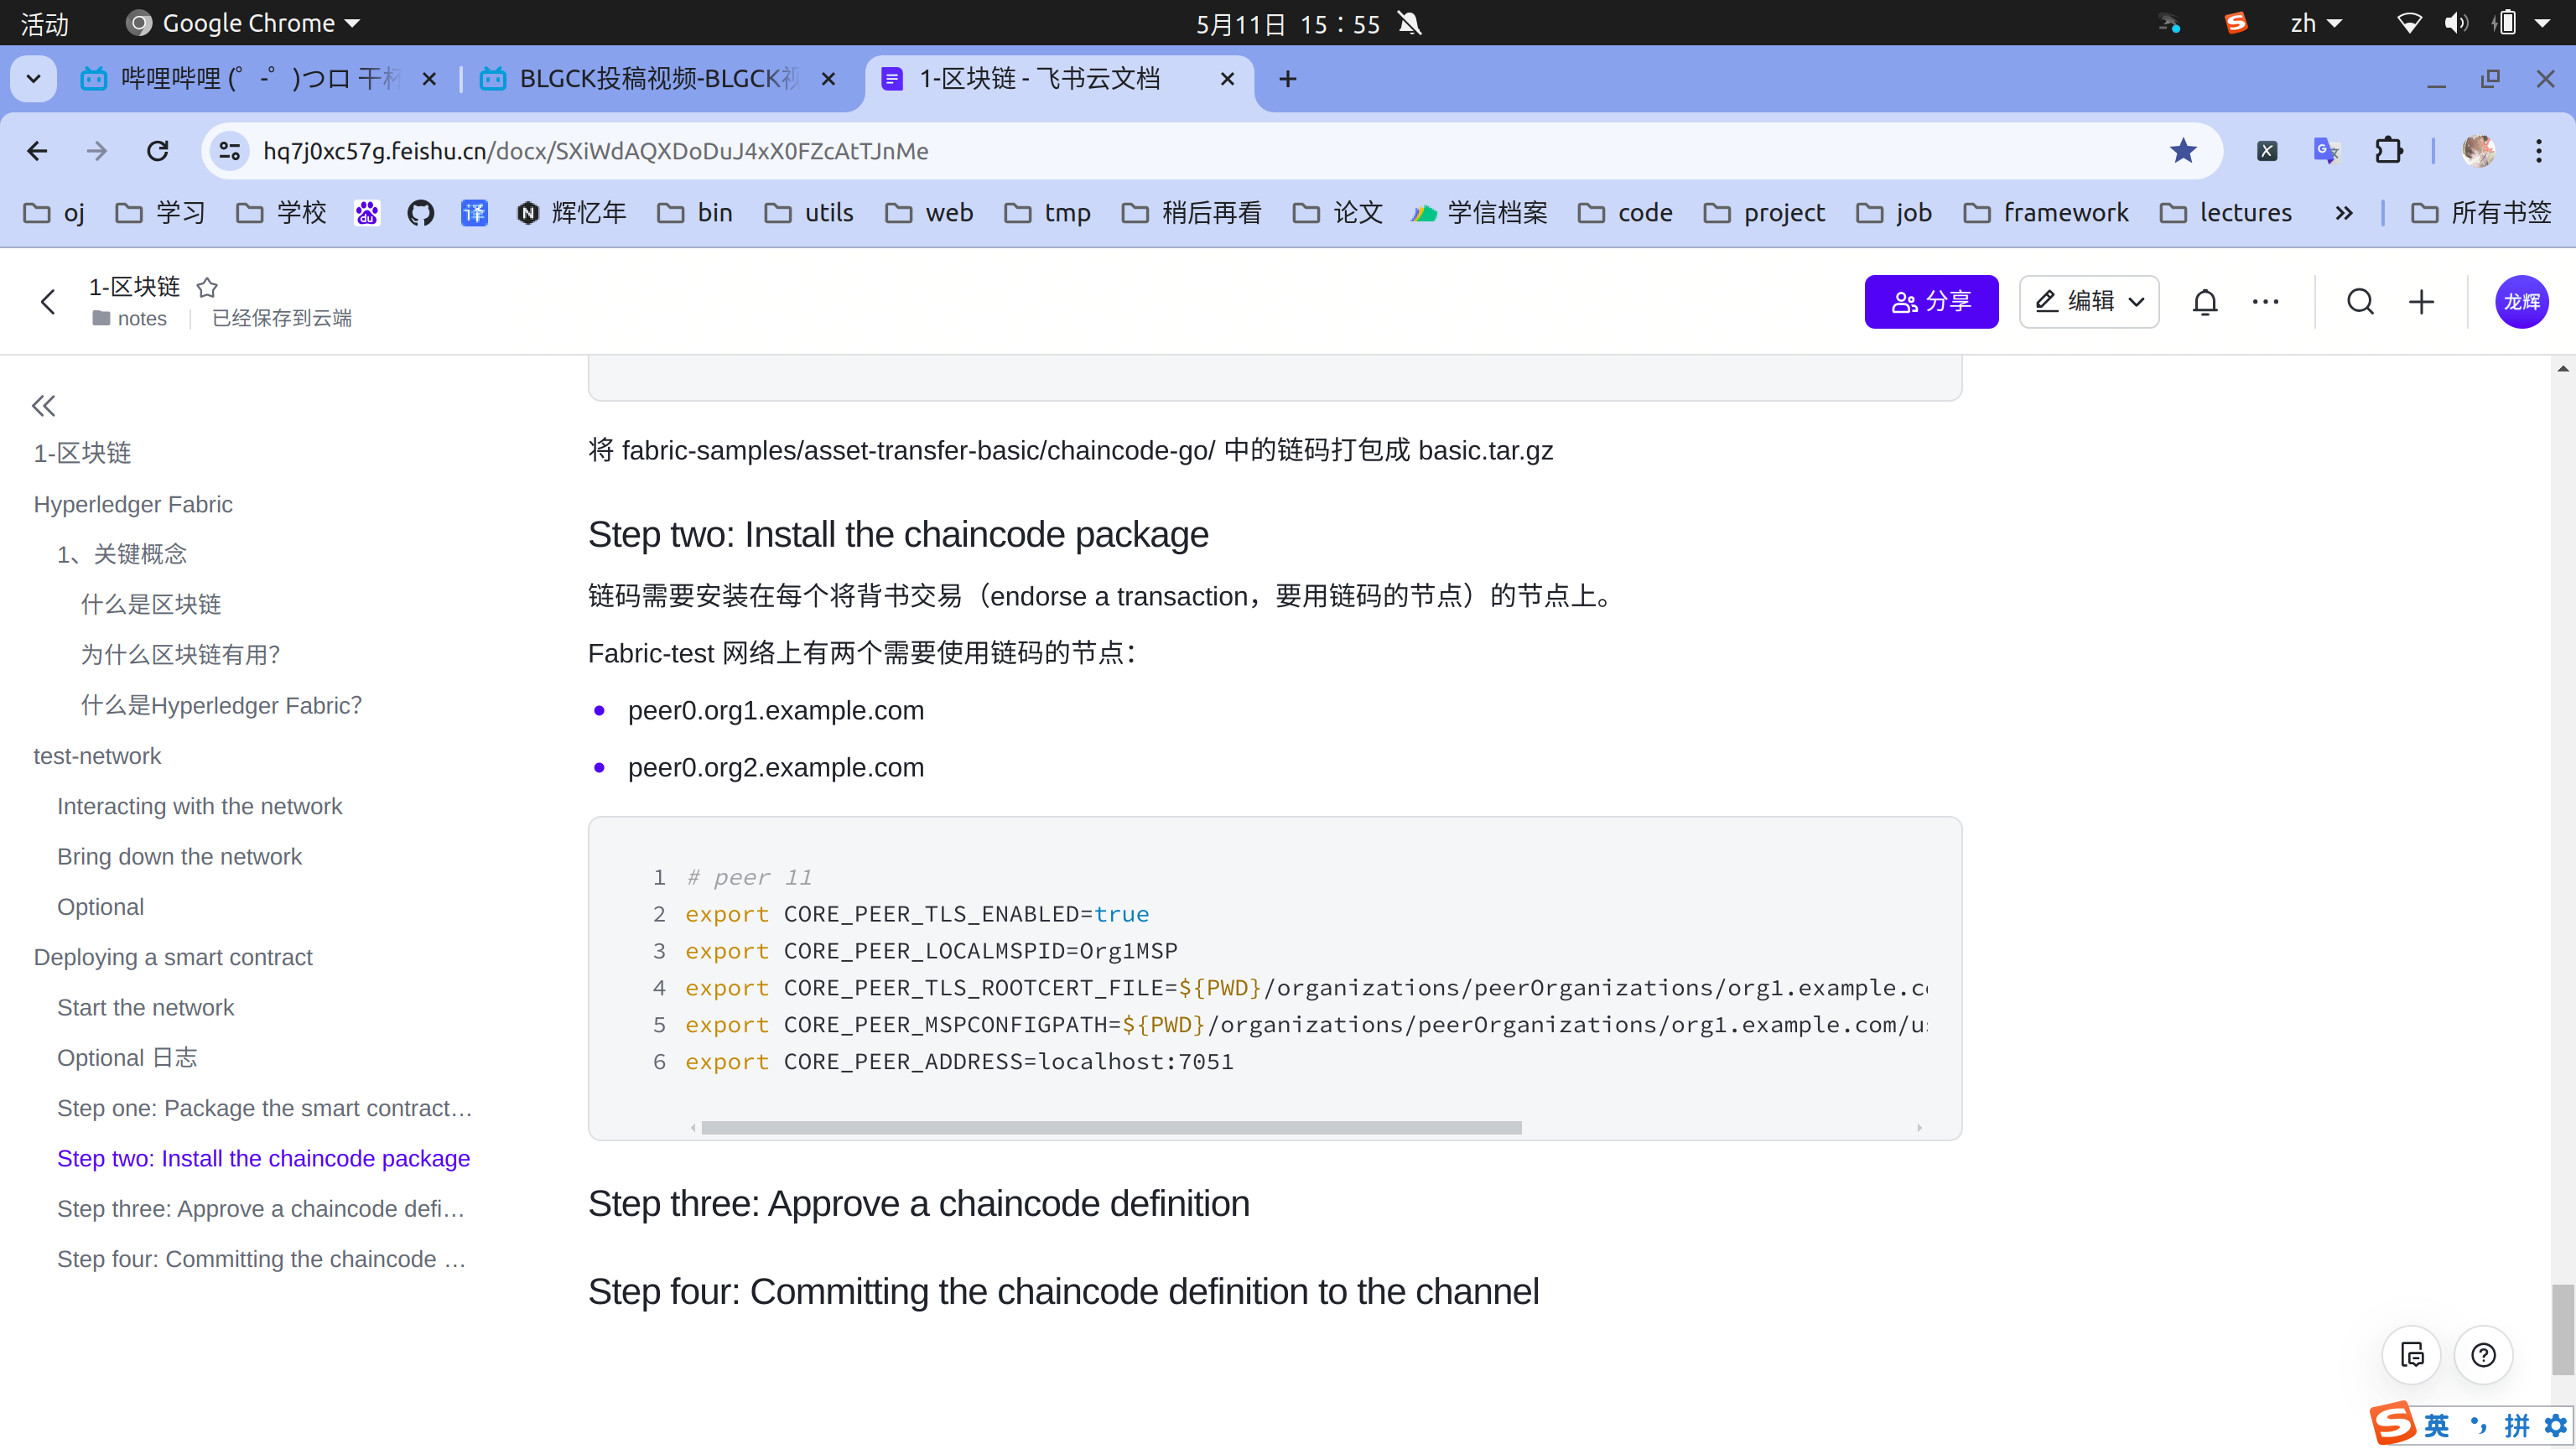 活动
Google Chrome
5月11日 15：55
zh
哔哩哔哩 (゜-゜)つロ 干杯
BLGCK投稿视频-BLGCK视
1-区块链 - 飞书云文档
hq7j0xc57g.feishu.cn/docx/SXiWdAQXDoDuJ4xX0FZcAtTJnMe
oj
学习
学校
du
译
辉忆年
bin
utils
web
tmp
稍后再看
论文
学信档案
code
project
job
framework
lectures
所有书签
1-区块链
notes
已经保存到云端
分享
编辑
龙辉
1-区块链
Hyperledger Fabric
1、关键概念
什么是区块链
为什么区块链有用？
什么是Hyperledger Fabric？
test-network
Interacting with the network
Bring down the network
Optional
Deploying a smart contract
Start the network
Optional 日志
Step one: Package the smart contract…
Step two: Install the chaincode package
Step three: Approve a chaincode defi…
Step four: Committing the chaincode …
将 fabric-samples/asset-transfer-basic/chaincode-go/ 中的链码打包成 basic.tar.gz
Step two: Install the chaincode package
链码需要安装在每个将背书交易（endorse a transaction，要用链码的节点）的节点上。
Fabric-test 网络上有两个需要使用链码的节点：
peer0.org1.example.com
peer0.org2.example.com
1 # peer 11
2 export CORE_PEER_TLS_ENABLED=true
3 export CORE_PEER_LOCALMSPID=Org1MSP
4 export CORE_PEER_TLS_ROOTCERT_FILE=${PWD}/organizations/peerOrganizations/org1.example.co
5 export CORE_PEER_MSPCONFIGPATH=${PWD}/organizations/peerOrganizations/org1.example.com/us
6 export CORE_PEER_ADDRESS=localhost:7051
Step three: Approve a chaincode definition
Step four: Committing the chaincode definition to the channel
英 拼